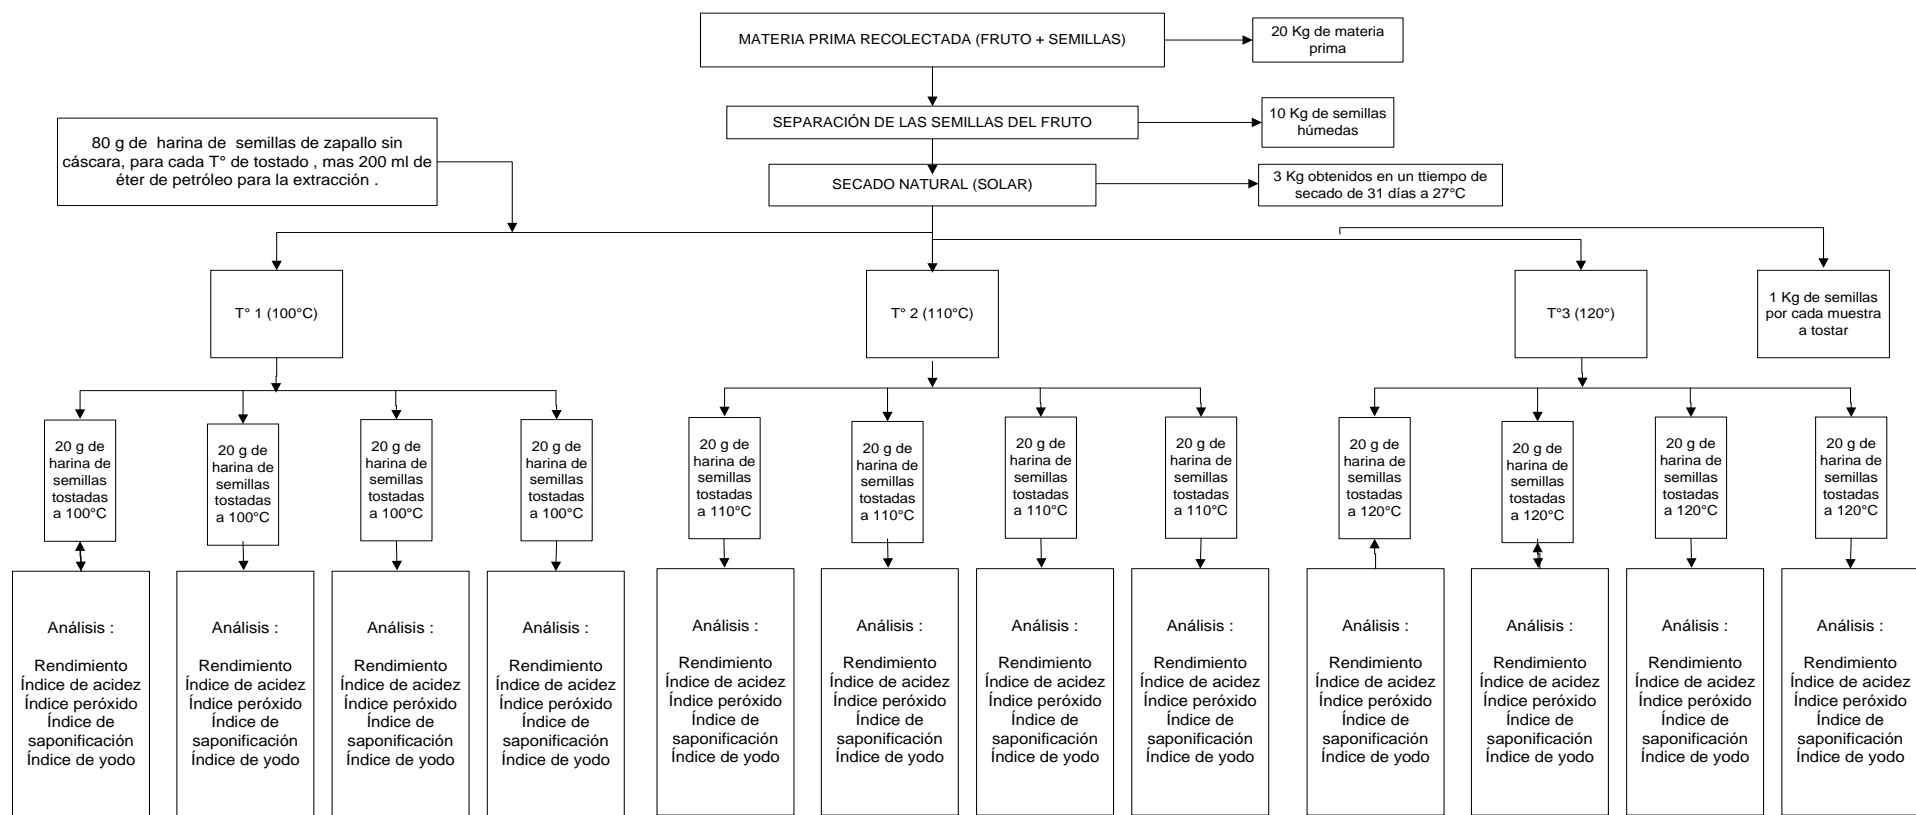 MATERIA PRIMA RECOLECTADA (FRUTO + SEMILLAS)
20 Kg de materia
prima
SEPARACIÓN DE LAS SEMILLAS DEL FRUTO
10 Kg de semillas
húmedas
80 g de harina de semillas de zapallo sin
cáscara, para cada T° de tostado , mas 200 ml de
éter de petróleo para la extracción .
SECADO NATURAL (SOLAR)
3 Kg obtenidos en un ttiempo de
secado de 31 días a 27°C
T° 1 (100°C)
T° 2 (110°C)
T°3 (120°)
1 Kg de semillas
por cada muestra
a tostar
20 g de
harina de
semillas
tostadas
a 100°C
20 g de
harina de
semillas
tostadas
a 100°C
20 g de
harina de
semillas
tostadas
a 100°C
20 g de
harina de
semillas
tostadas
a 100°C
20 g de
harina de
semillas
tostadas
a 110°C
20 g de
harina de
semillas
tostadas
a 110°C
20 g de
harina de
semillas
tostadas
a 110°C
20 g de
harina de
semillas
tostadas
a 110°C
20 g de
harina de
semillas
tostadas
a 120°C
20 g de
harina de
semillas
tostadas
a 120°C
20 g de
harina de
semillas
tostadas
a 120°C
20 g de
harina de
semillas
tostadas
a 120°C
Análisis :
Rendimiento
Índice de acidez
Índice peróxido
Índice de
saponificación
Índice de yodo
Análisis :
Rendimiento
Índice de acidez
Índice peróxido
Índice de
saponificación
Índice de yodo
Análisis :
Rendimiento
Índice de acidez
Índice peróxido
Índice de
saponificación
Índice de yodo
Análisis :
Rendimiento
Índice de acidez
Índice peróxido
Índice de
saponificación
Índice de yodo
Análisis :
Rendimiento
Índice de acidez
Índice peróxido
Índice de
saponificación
Índice de yodo
Análisis :
Rendimiento
Índice de acidez
Índice peróxido
Índice de
saponificación
Índice de yodo
Análisis :
Rendimiento
Índice de acidez
Índice peróxido
Índice de
saponificación
Índice de yodo
Análisis :
Rendimiento
Índice de acidez
Índice peróxido
Índice de
saponificación
Índice de yodo
Análisis :
Rendimiento
Índice de acidez
Índice peróxido
Índice de
saponificación
Índice de yodo
Análisis :
Rendimiento
Índice de acidez
Índice peróxido
Índice de
saponificación
Índice de yodo
Análisis :
Rendimiento
Índice de acidez
Índice peróxido
Índice de
saponificación
Índice de yodo
Análisis :
Rendimiento
Índice de acidez
Índice peróxido
Índice de
saponificación
Índice de yodo